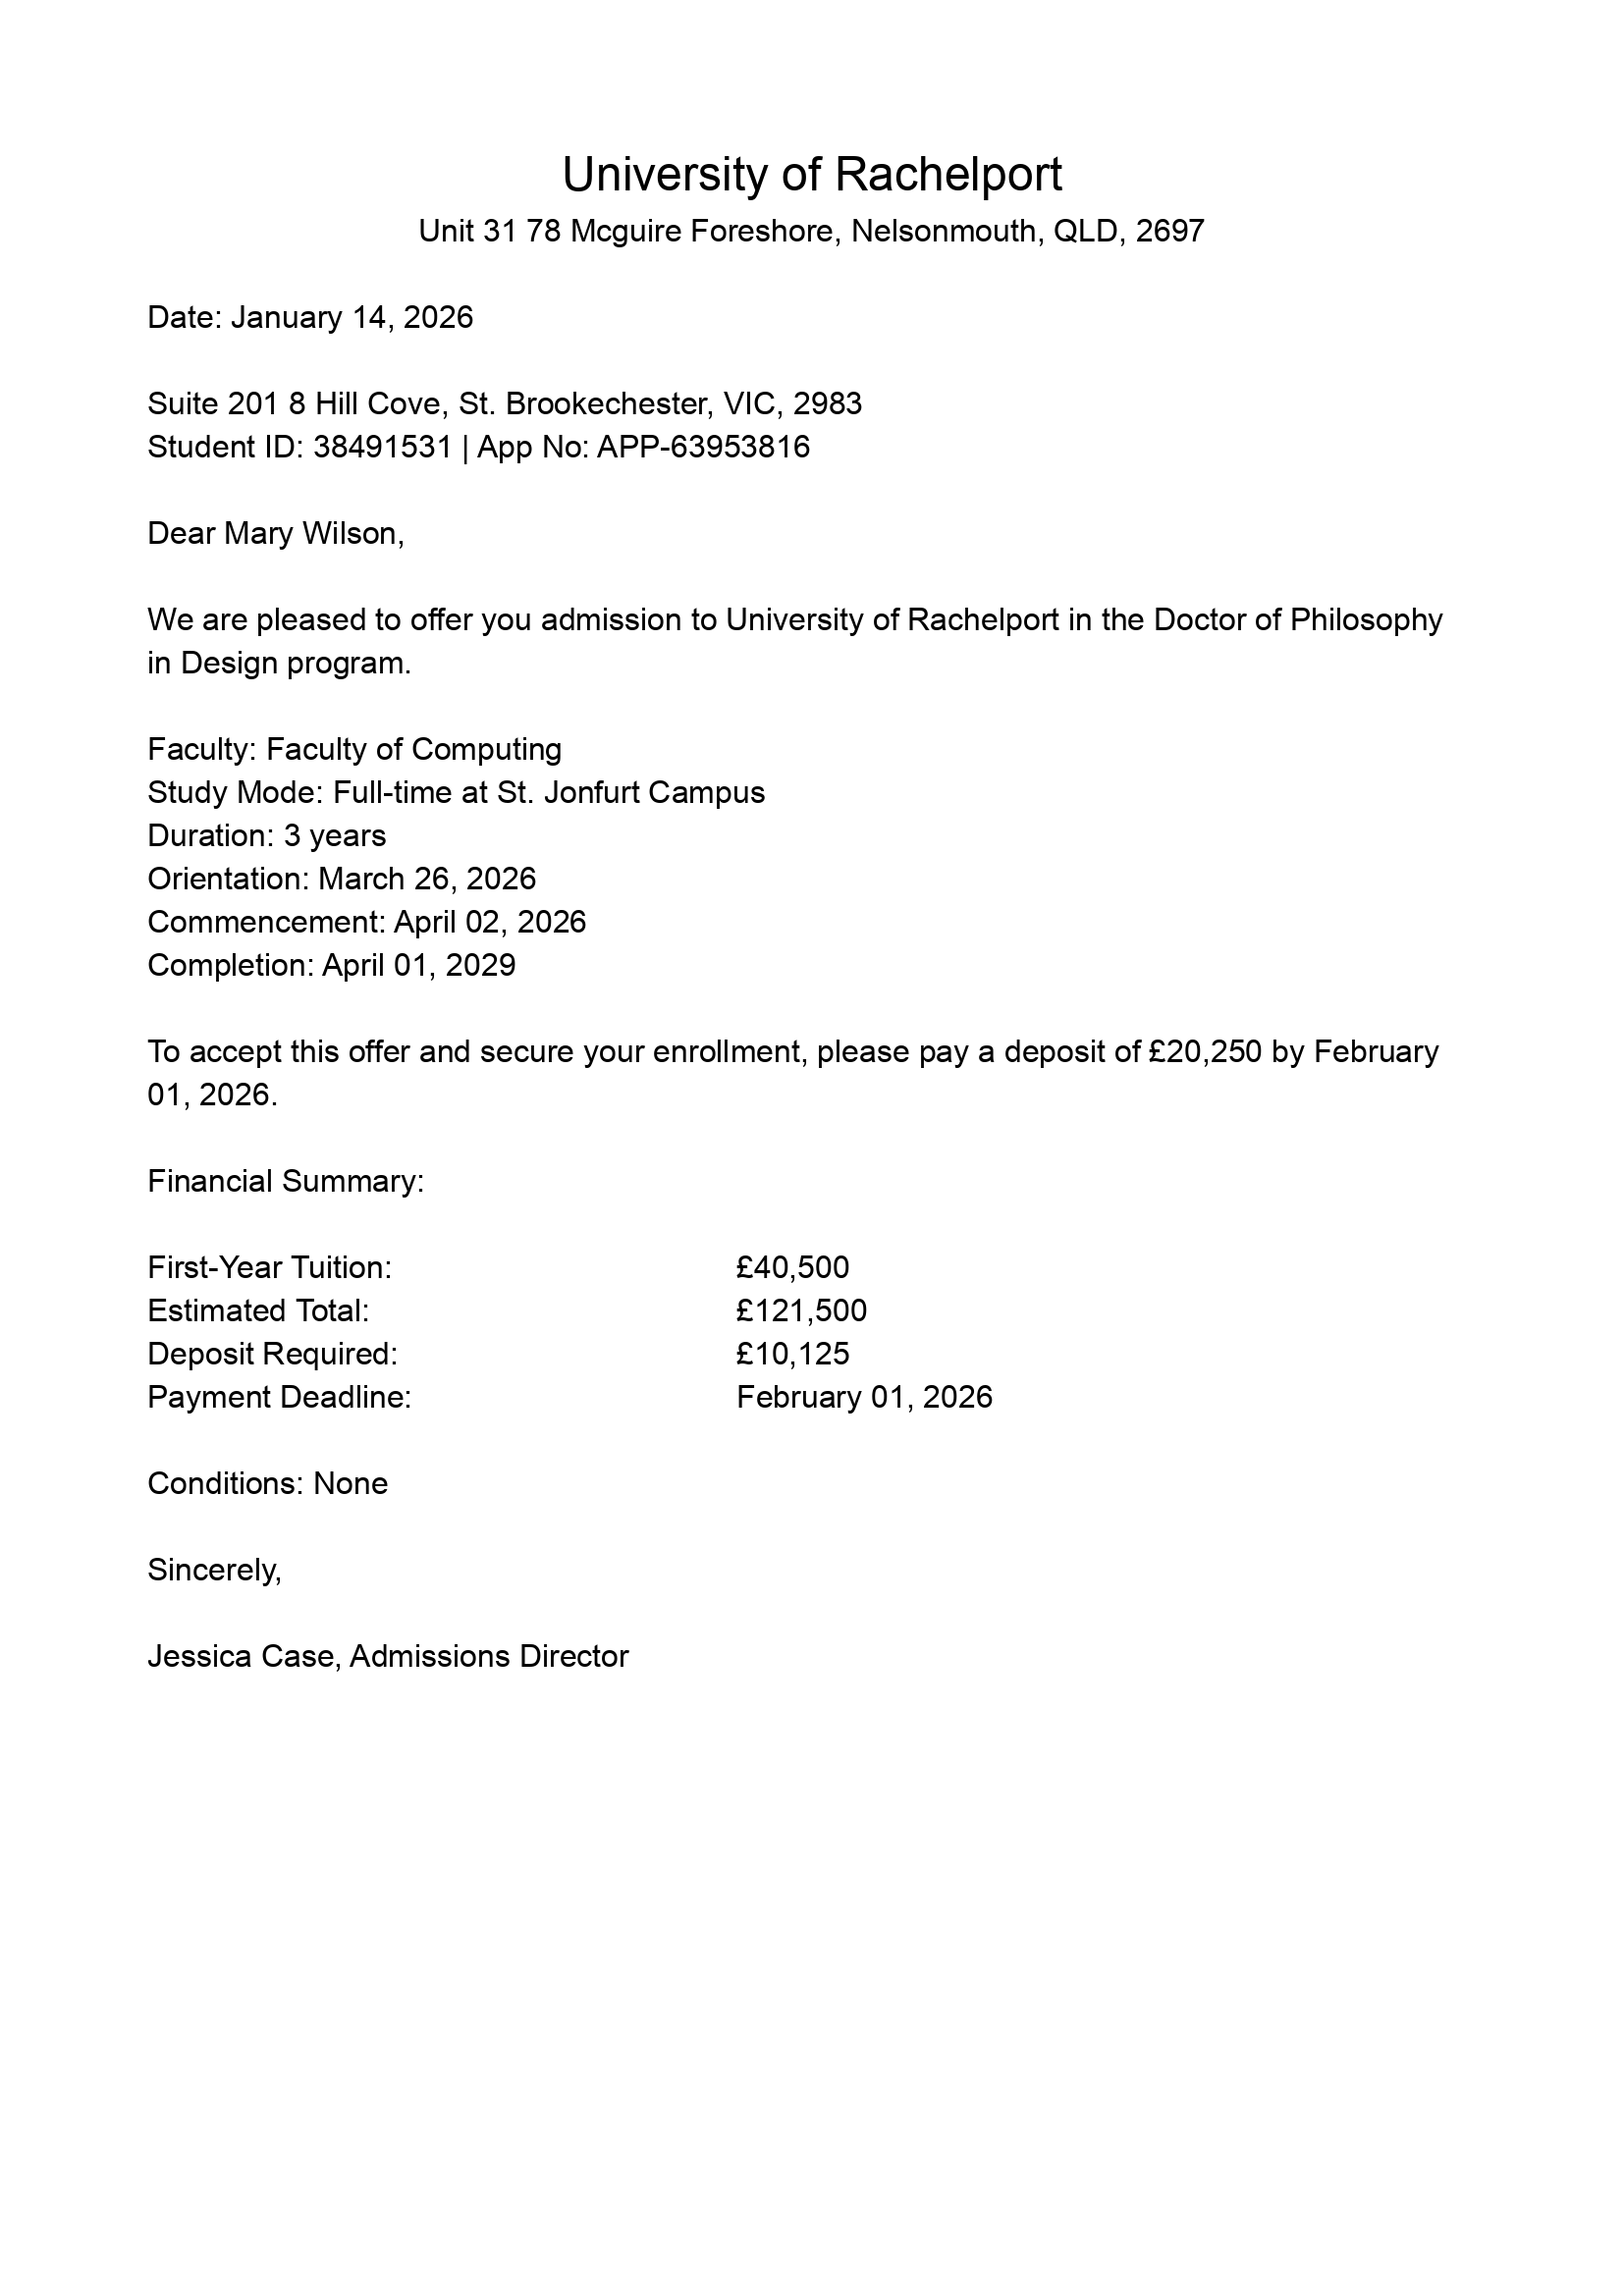 University of Rachelport
Unit 31 78 Mcguire Foreshore, Nelsonmouth, QLD, 2697
Date: January 14, 2026
Suite 201 8 Hill Cove, St. Brookechester, VIC, 2983
Student ID: 38491531 | App No: APP-63953816
Dear Mary Wilson,
We are pleased to offer you admission to University of Rachelport in the Doctor of Philosophy
in Design program.
Faculty: Faculty of Computing
Study Mode: Full-time at St. Jonfurt Campus
Duration: 3 years
Orientation: March 26, 2026
Commencement: April 02, 2026
Completion: April 01, 2029
To accept this offer and secure your enrollment, please pay a deposit of £20,250 by February
01, 2026.
Financial Summary:
First-Year Tuition: £40,500
Estimated Total: £121,500
Deposit Required: £10,125
Payment Deadline: February 01, 2026
Conditions: None
Sincerely,
Jessica Case, Admissions Director